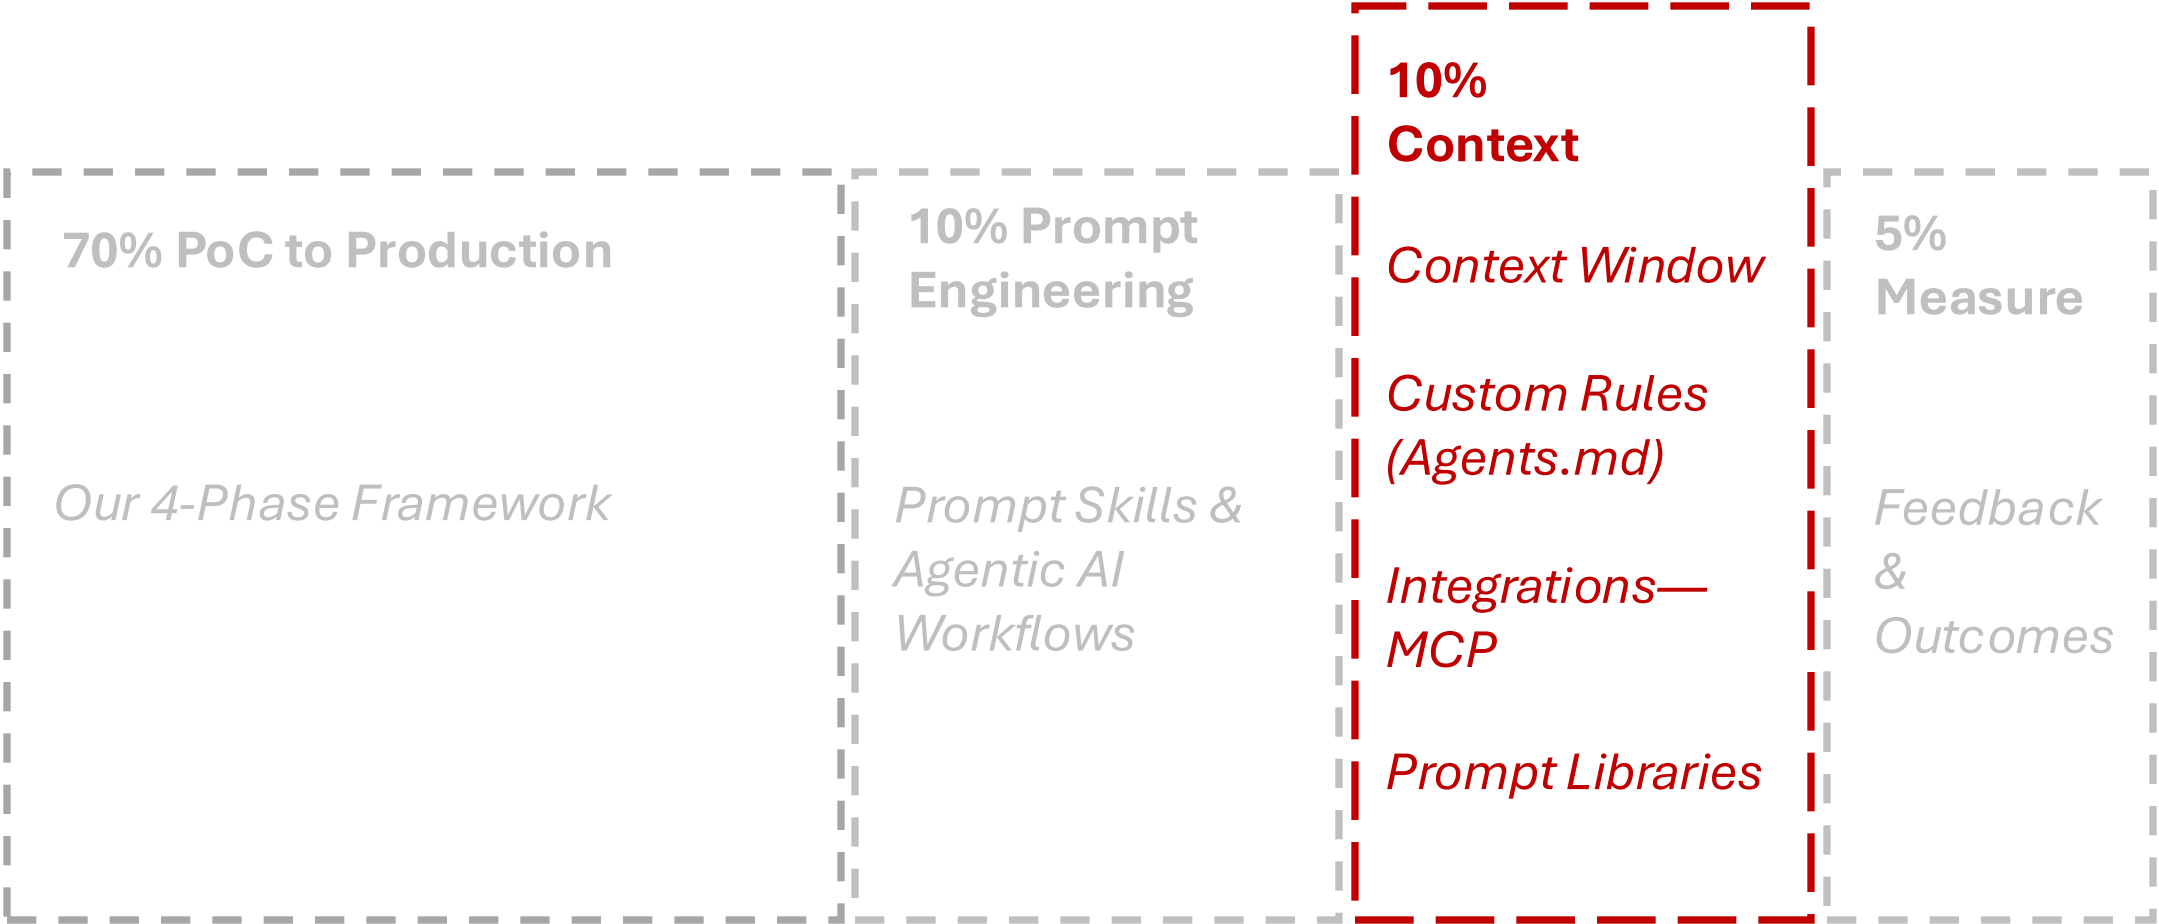 70% PoC to Production
Our 4-Phase Framework
10% Prompt
Engineering
Prompt Skills &
Agentic AI
Workflows
10%
Context
Context Window
Custom Rules
(Agents.md)
Integrations—
MCP
Prompt Libraries
5%
Measure
Feedback
&
Outcomes